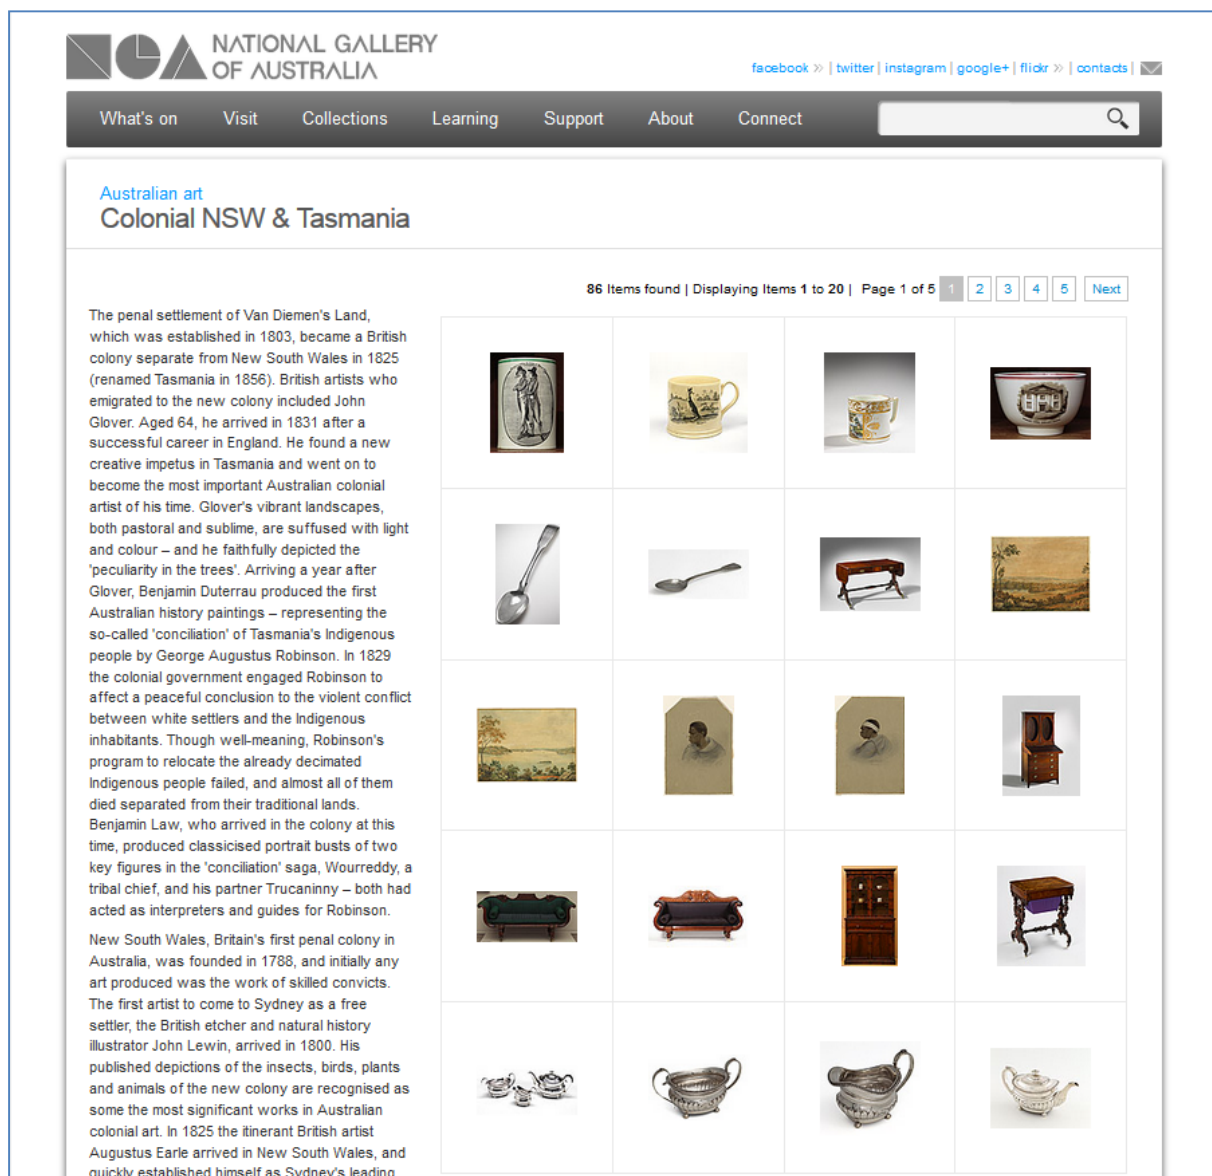 NATIONAL GALLERY
OF AUSTRALIA
facebook » | twitter | instagram | google+ | flickr » | contacts |
What's on Visit Collections Learning Support About Connect
Australian art
Colonial NSW & Tasmania
86 Items found | Displaying Items 1 to 20 | Page 1 of 5 1 2 3 4 5 Next
The penal settlement of Van Diemen's Land,
which was established in 1803, became a British
colony separate from New South Wales in 1825
(renamed Tasmania in 1856). British artists who
emigrated to the new colony included John
Glover. Aged 64, he arrived in 1831 after a
successful career in England. He found a new
creative impetus in Tasmania and went on to
become the most important Australian colonial
artist of his time. Glover's vibrant landscapes,
both pastoral and sublime, are suffused with light
and colour – and he faithfully depicted the
'peculiarity in the trees'. Arriving a year after
Glover, Benjamin Duterrau produced the first
Australian history paintings – representing the
so-called 'conciliation' of Tasmania's Indigenous
people by George Augustus Robinson. In 1829
the colonial government engaged Robinson to
affect a peaceful conclusion to the violent conflict
between white settlers and the Indigenous
inhabitants. Though well-meaning, Robinson's
program to relocate the already decimated
Indigenous people failed, and almost all of them
died separated from their traditional lands.
Benjamin Law, who arrived in the colony at this
time, produced classicised portrait busts of two
key figures in the 'conciliation' saga, Wourreddy, a
tribal chief, and his partner Trucaninny – both had
acted as interpreters and guides for Robinson.
New South Wales, Britain's first penal colony in
Australia, was founded in 1788, and initially any
art produced was the work of skilled convicts.
The first artist to come to Sydney as a free
settler, the British etcher and natural history
illustrator John Lewin, arrived in 1800. His
published depictions of the insects, birds, plants
and animals of the new colony are recognised as
some the most significant works in Australian
colonial art. In 1825 the itinerant British artist
Augustus Earle arrived in New South Wales, and
quickly established himself as Sydney's leading